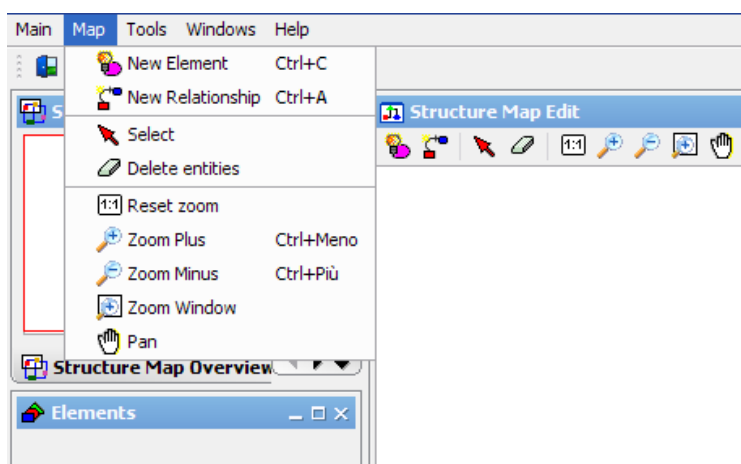 Main Map Tools Windows Help
New Element Ctrl+C
New Relationship Ctrl+A
Select
Delete entities
1:1 Reset zoom
Zoom Plus Ctrl+Meno
Zoom Minus Ctrl+Più
Zoom Window
Pan
Structure Map Overview
Elements
S
Structure Map Edit
1:1